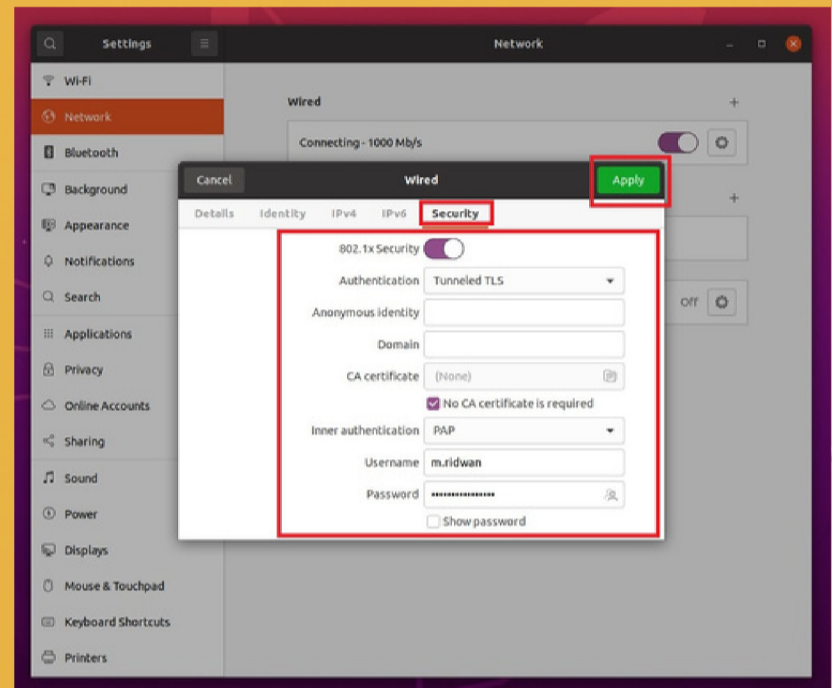 Settings
Network
Wi-Fi
Network
Bluetooth
Background
Appearance
Notifications
Search
Applications
Privacy
Online Accounts
Sharing
Sound
Power
Displays
Mouse & Touchpad
Keyboard Shortcuts
Printers
Wired
Connecting - 1000 Mb/s
Off
Cancel
Wired
Apply
Details Identity IPv4 IPv6 Security
802.1x Security
Authentication Tunneled TLS
Anonymous identity
Domain
CA certificate (None)
No CA certificate is required
Inner authentication PAP
Username m.ridwan
Password ••••••••••••••••
Show password